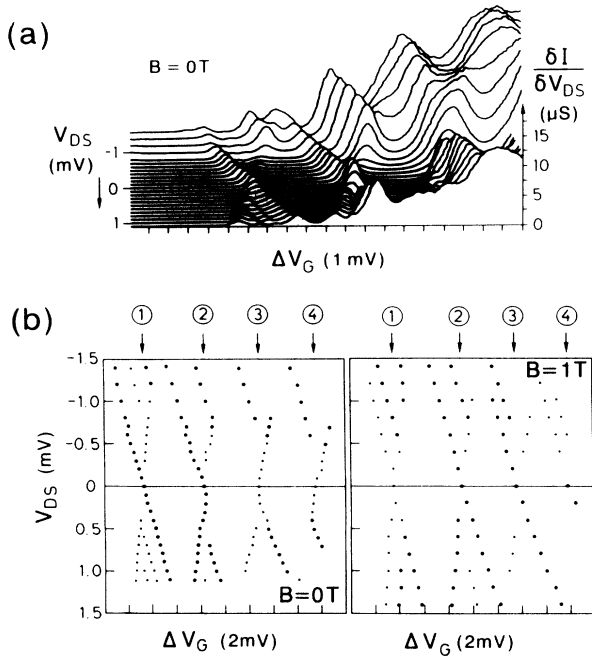 (a)
B = 0T
δI
δV_DS
(μS)
V_DS
(mV)
-1
0
1
15
10
5
0
ΔV_G (1 mV)
(b)
① ② ③ ④ ① ② ③ ④
-1.5
-1.0
-0.5
0
0.5
1.0
1.5
V_DS (mV)
B=0T
B=1T
ΔV_G (2mV) ΔV_G (2mV)